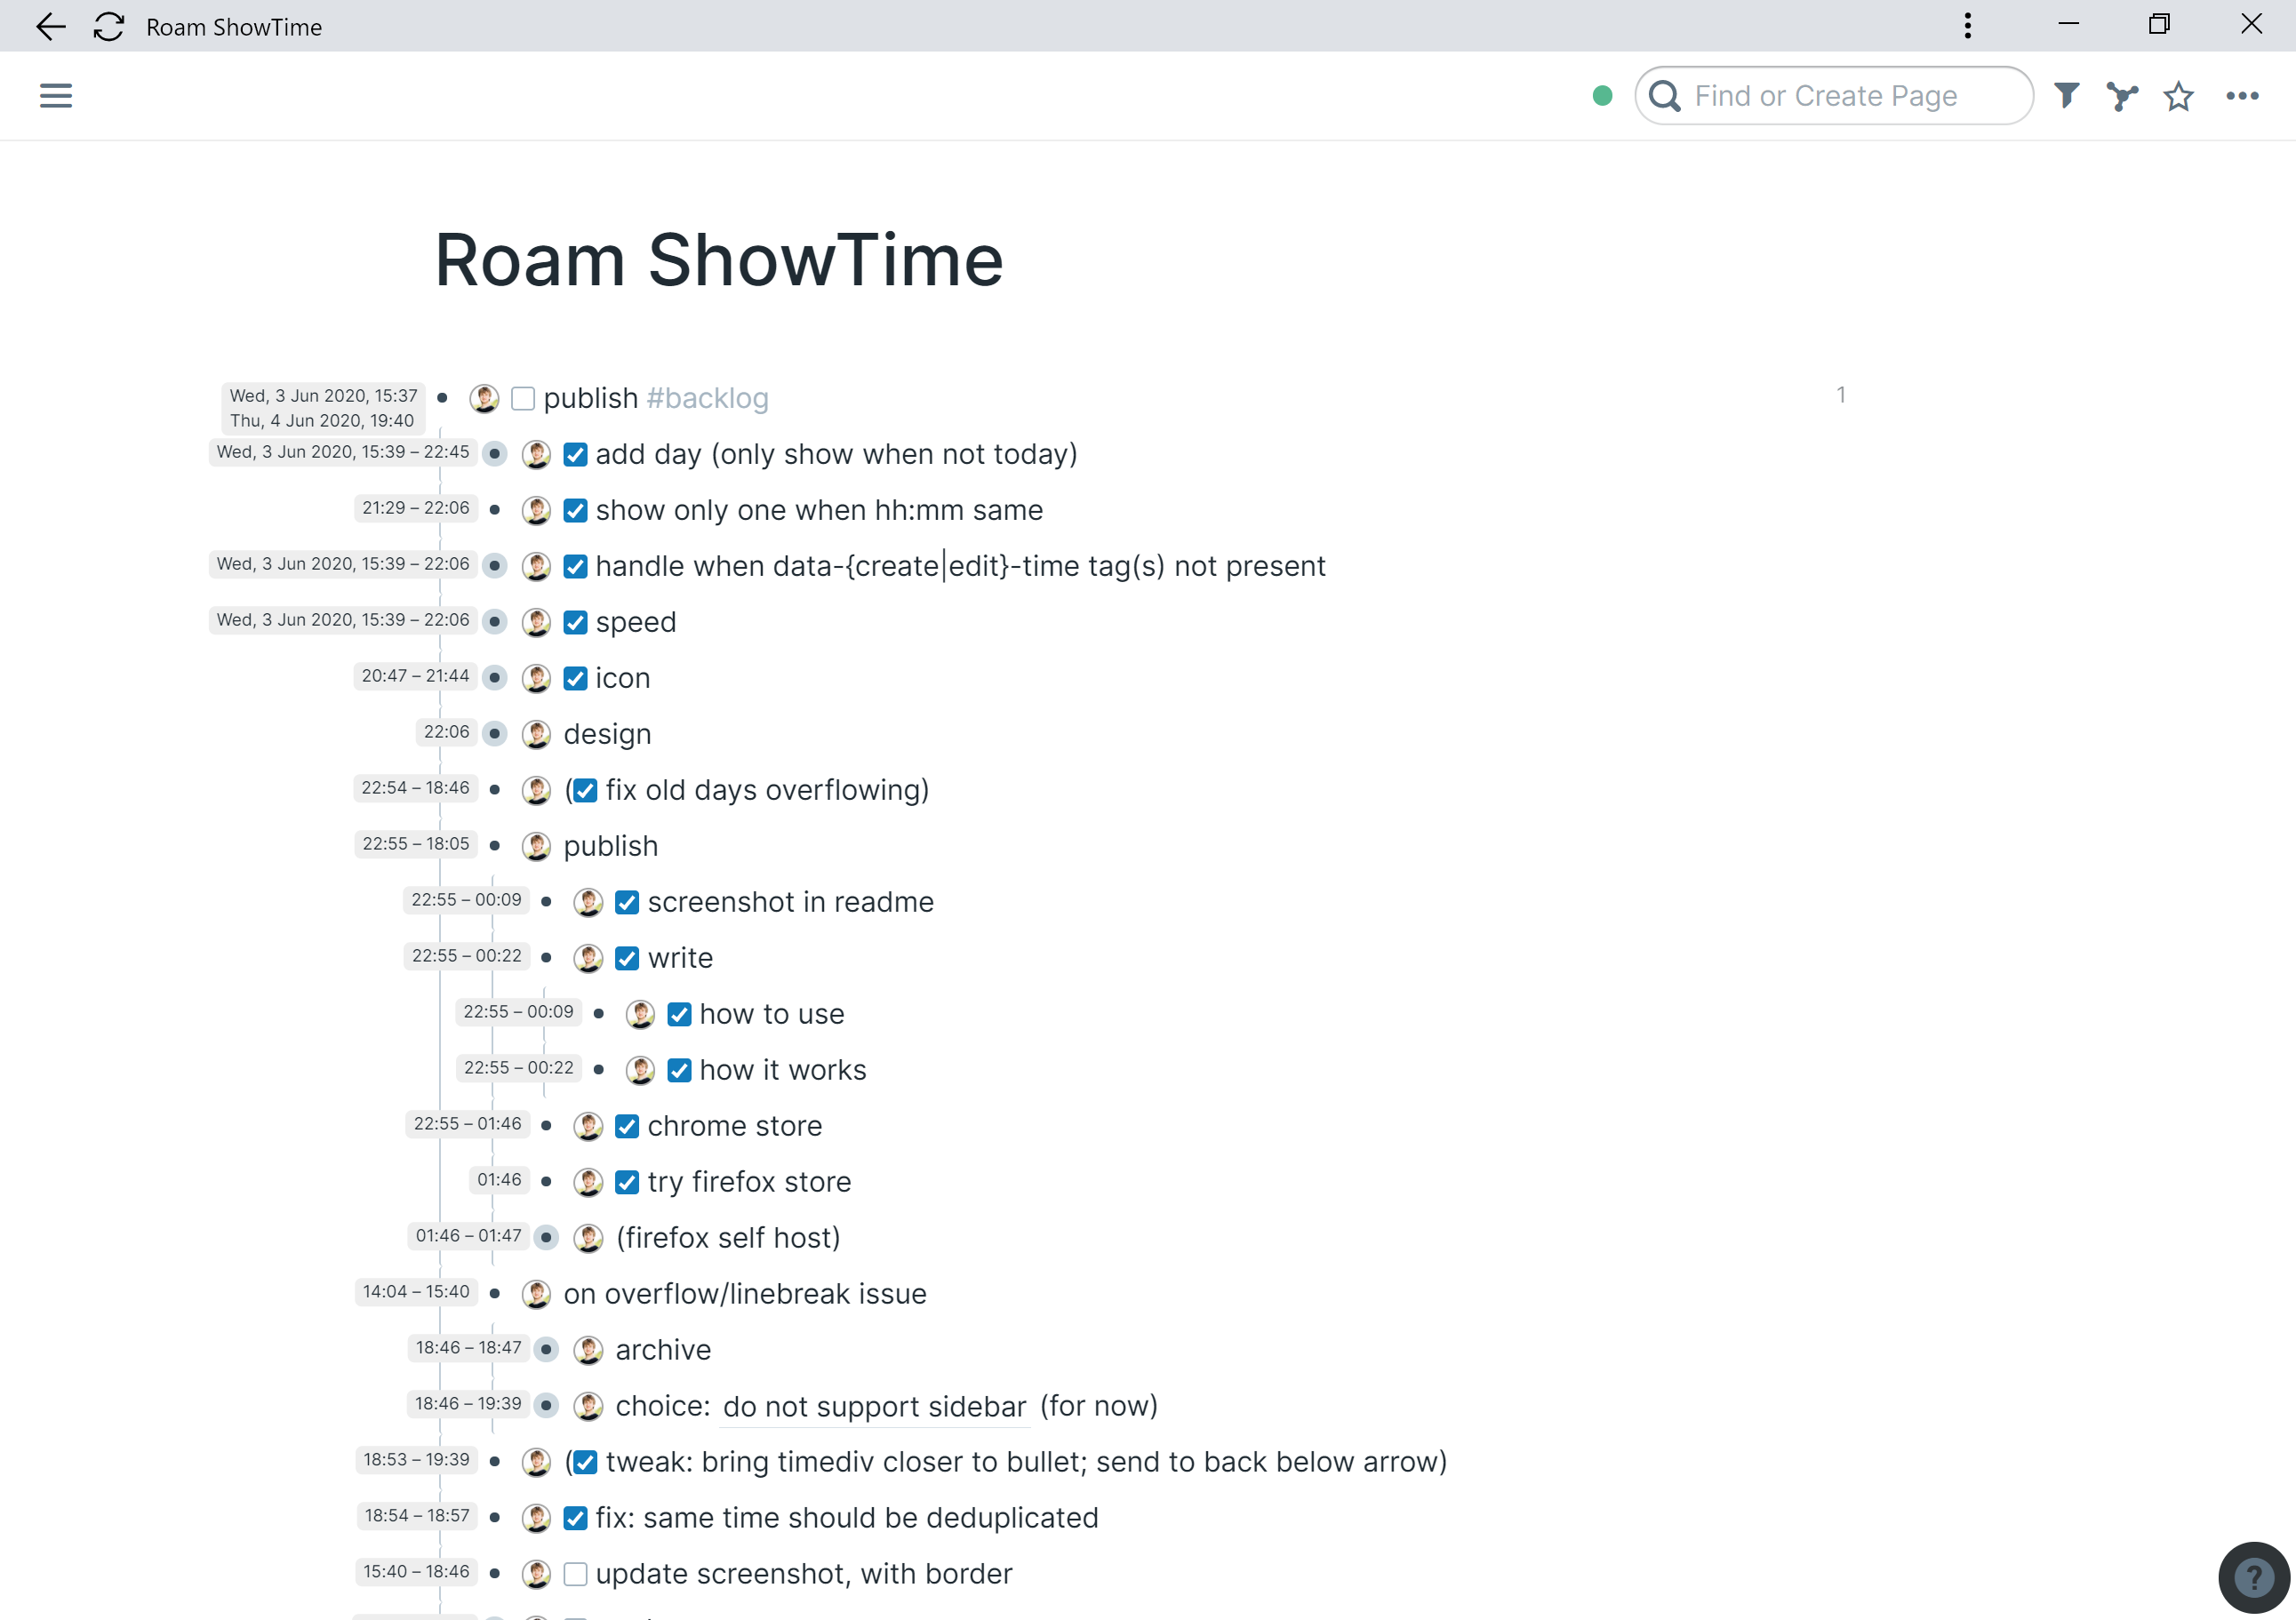 Roam ShowTime
Find or Create Page
Roam ShowTime
Wed, 3 Jun 2020, 15:37
Thu, 4 Jun 2020, 19:40
publish #backlog
1
Wed, 3 Jun 2020, 15:39 – 22:45 add day (only show when not today)
21:29 – 22:06 show only one when hh:mm same
Wed, 3 Jun 2020, 15:39 – 22:06 handle when data-{create|edit}-time tag(s) not present
Wed, 3 Jun 2020, 15:39 – 22:06 speed
20:47 – 21:44 icon
22:06 design
22:54 – 18:46 ( fix old days overflowing)
22:55 – 18:05 publish
22:55 – 00:09 screenshot in readme
22:55 – 00:22 write
22:55 – 00:09 how to use
22:55 – 00:22 how it works
22:55 – 01:46 chrome store
01:46 try firefox store
01:46 – 01:47 (firefox self host)
14:04 – 15:40 on overflow/linebreak issue
18:46 – 18:47 archive
18:46 – 19:39 choice: do not support sidebar (for now)
18:53 – 19:39 ( tweak: bring timediv closer to bullet; send to back below arrow)
18:54 – 18:57 fix: same time should be deduplicated
15:40 – 18:46 update screenshot, with border
?